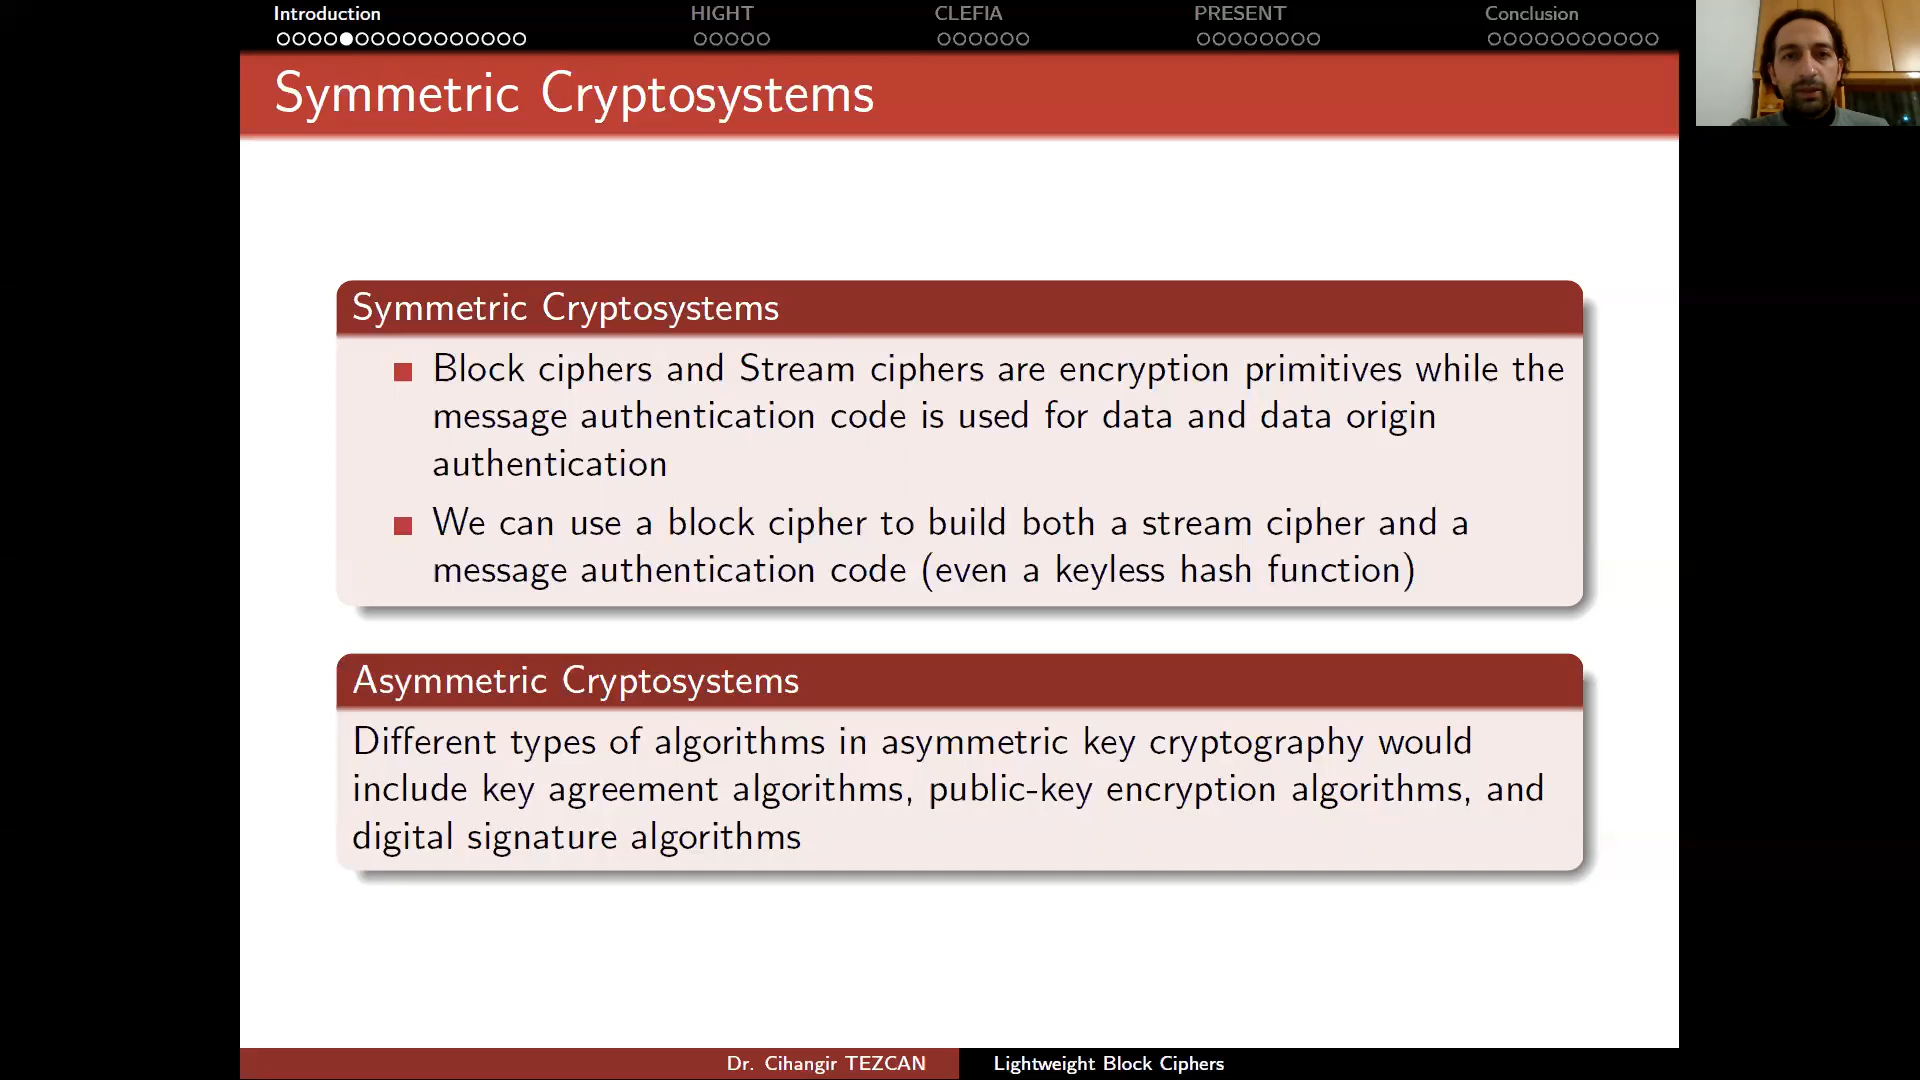 Introduction
HIGHT
CLEFIA
PRESENT
Conclusion
Symmetric Cryptosystems
Symmetric Cryptosystems
Block ciphers and Stream ciphers are encryption primitives while the
message authentication code is used for data and data origin
authentication
We can use a block cipher to build both a stream cipher and a
message authentication code (even a keyless hash function)
Asymmetric Cryptosystems
Different types of algorithms in asymmetric key cryptography would
include key agreement algorithms, public-key encryption algorithms, and
digital signature algorithms
Dr. Cihangir TEZCAN
Lightweight Block Ciphers